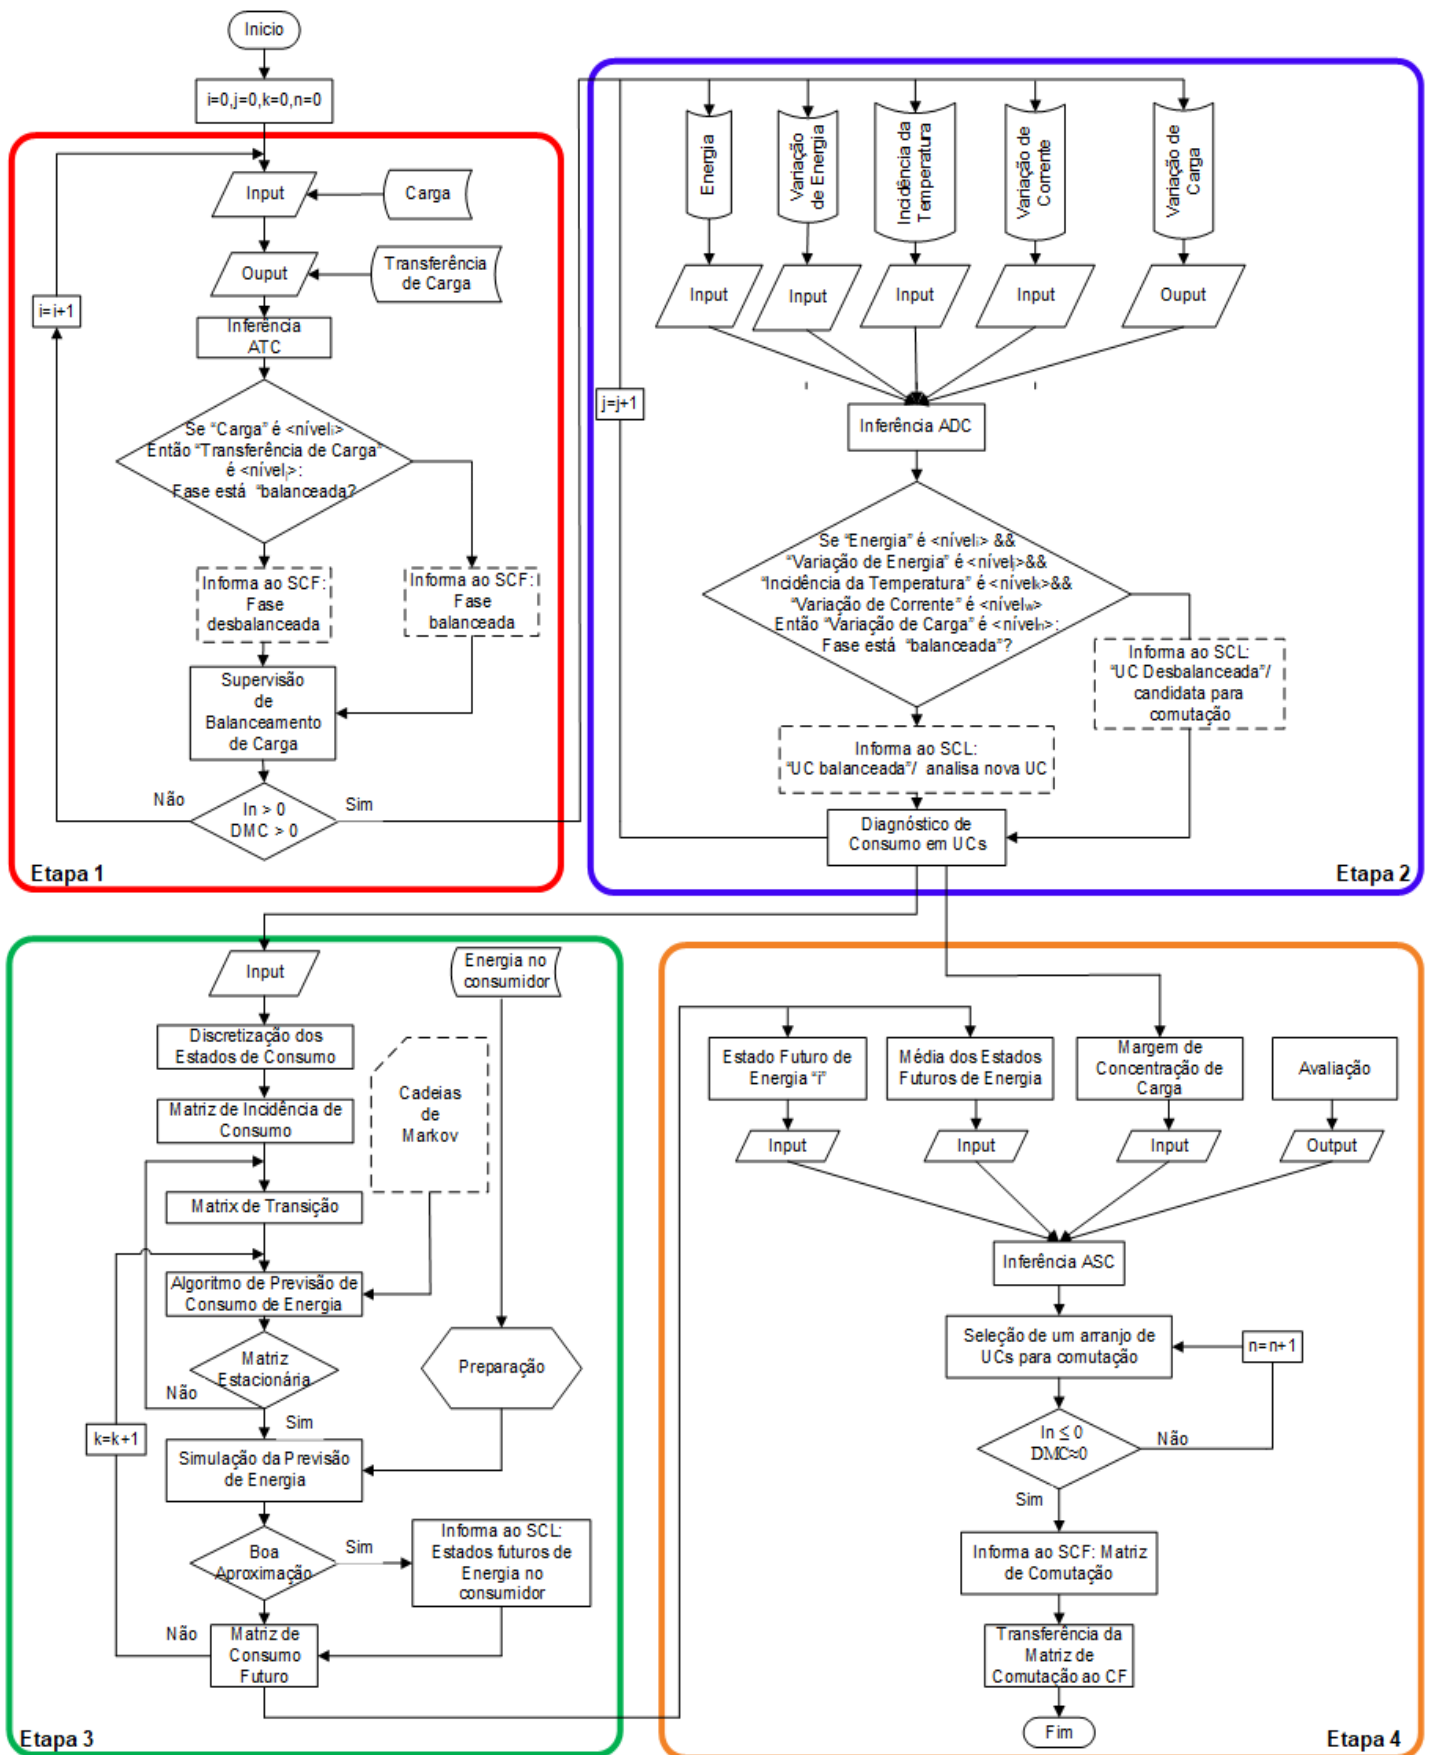 Inicio
i=0,j=0,k=0,n=0
Input
Carga
Ouput
Transferência
de Carga
i=i+1
Inferência
ATC
Se “Carga” é <nívelᵢ>
Então “Transferência de Carga”
é <nívelⱼ>:
Fase está “balanceada?
Informa ao SCF:
Fase
desbalanceada
Informa ao SCF:
Fase
balanceada
Supervisão
de
Balanceamento
de Carga
Não
In > 0
DMC > 0
Sim
Etapa 1
Energia
Variação
de Energia
Incidência da
Temperatura
Variação de
Corrente
Variação de
Carga
Input
Input
Input
Input
Ouput
j=j+1
Inferência ADC
Se “Energia” é <nívelᵢ> &&
“Variação de Energia” é <nívelⱼ>&&
“Incidência da Temperatura” é <nívelₖ>&&
“Variação de Corrente” é <nível_w>
Então “Variação de Carga” é <nívelₙ>:
Fase está “balanceada”?
Informa ao SCL:
“UC Desbalanceada”/
candidata para
comutação
Informa ao SCL:
“UC balanceada”/ analisa nova UC
Diagnóstico de
Consumo em UCs
Etapa 2
Input
Energia no
consumidor
Discretização dos
Estados de Consumo
Matriz de Incidência de
Consumo
Cadeias
de
Markov
Matrix de Transição
Algoritmo de Previsão de
Consumo de Energia
Matriz
Estacionária
Não
Sim
Preparação
k=k+1
Simulação da Previsão
de Energia
Boa
Aproximação
Sim
Informa ao SCL:
Estados futuros de
Energia no
consumidor
Não
Matriz de
Consumo
Futuro
Etapa 3
Estado Futuro de
Energia “i”
Média dos Estados
Futuros de Energia
Margem de
Concentração de
Carga
Avaliação
Input
Input
Input
Output
Inferência ASC
Seleção de um arranjo de
UCs para comutação
n=n+1
In ≤ 0
DMC≈0
Não
Sim
Informa ao SCF: Matriz
de Comutação
Transferência da
Matriz de
Comutação ao CF
Fim
Etapa 4